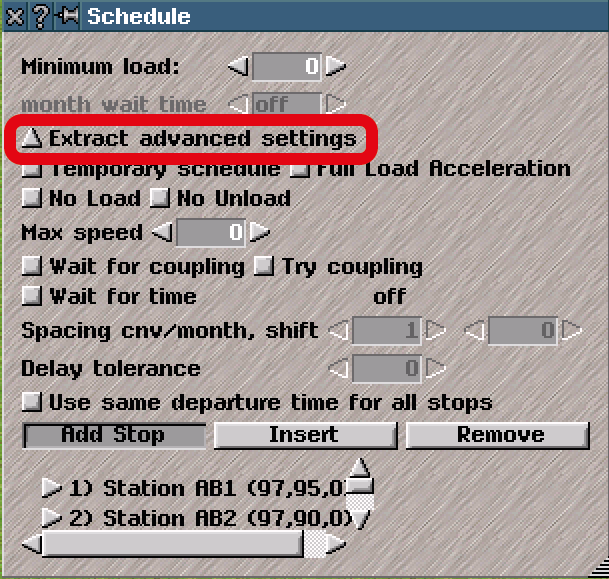 Schedule
Minimum load: 0
month wait time off
Extract advanced settings
Temporary schedule Full Load Acceleration
No Load No Unload
Max speed 0
Wait for coupling Try coupling
Wait for time off
Spacing cnv/month, shift 1 0
Delay tolerance 0
Use same departure time for all stops
Add Stop Insert Remove
1) Station AB1 (97,95,0)
2) Station AB2 (97,90,0)